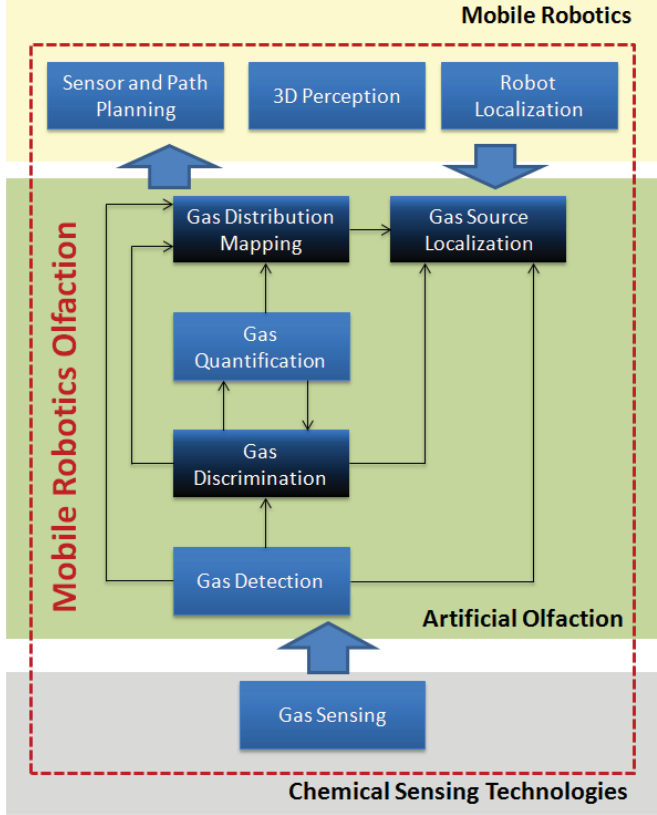 Mobile Robotics
Sensor and Path
Planning
3D Perception
Robot
Localization
Mobile Robotics Olfaction
Gas Distribution
Mapping
Gas Source
Localization
Gas
Quantification
Gas
Discrimination
Gas Detection
Artificial Olfaction
Gas Sensing
Chemical Sensing Technologies